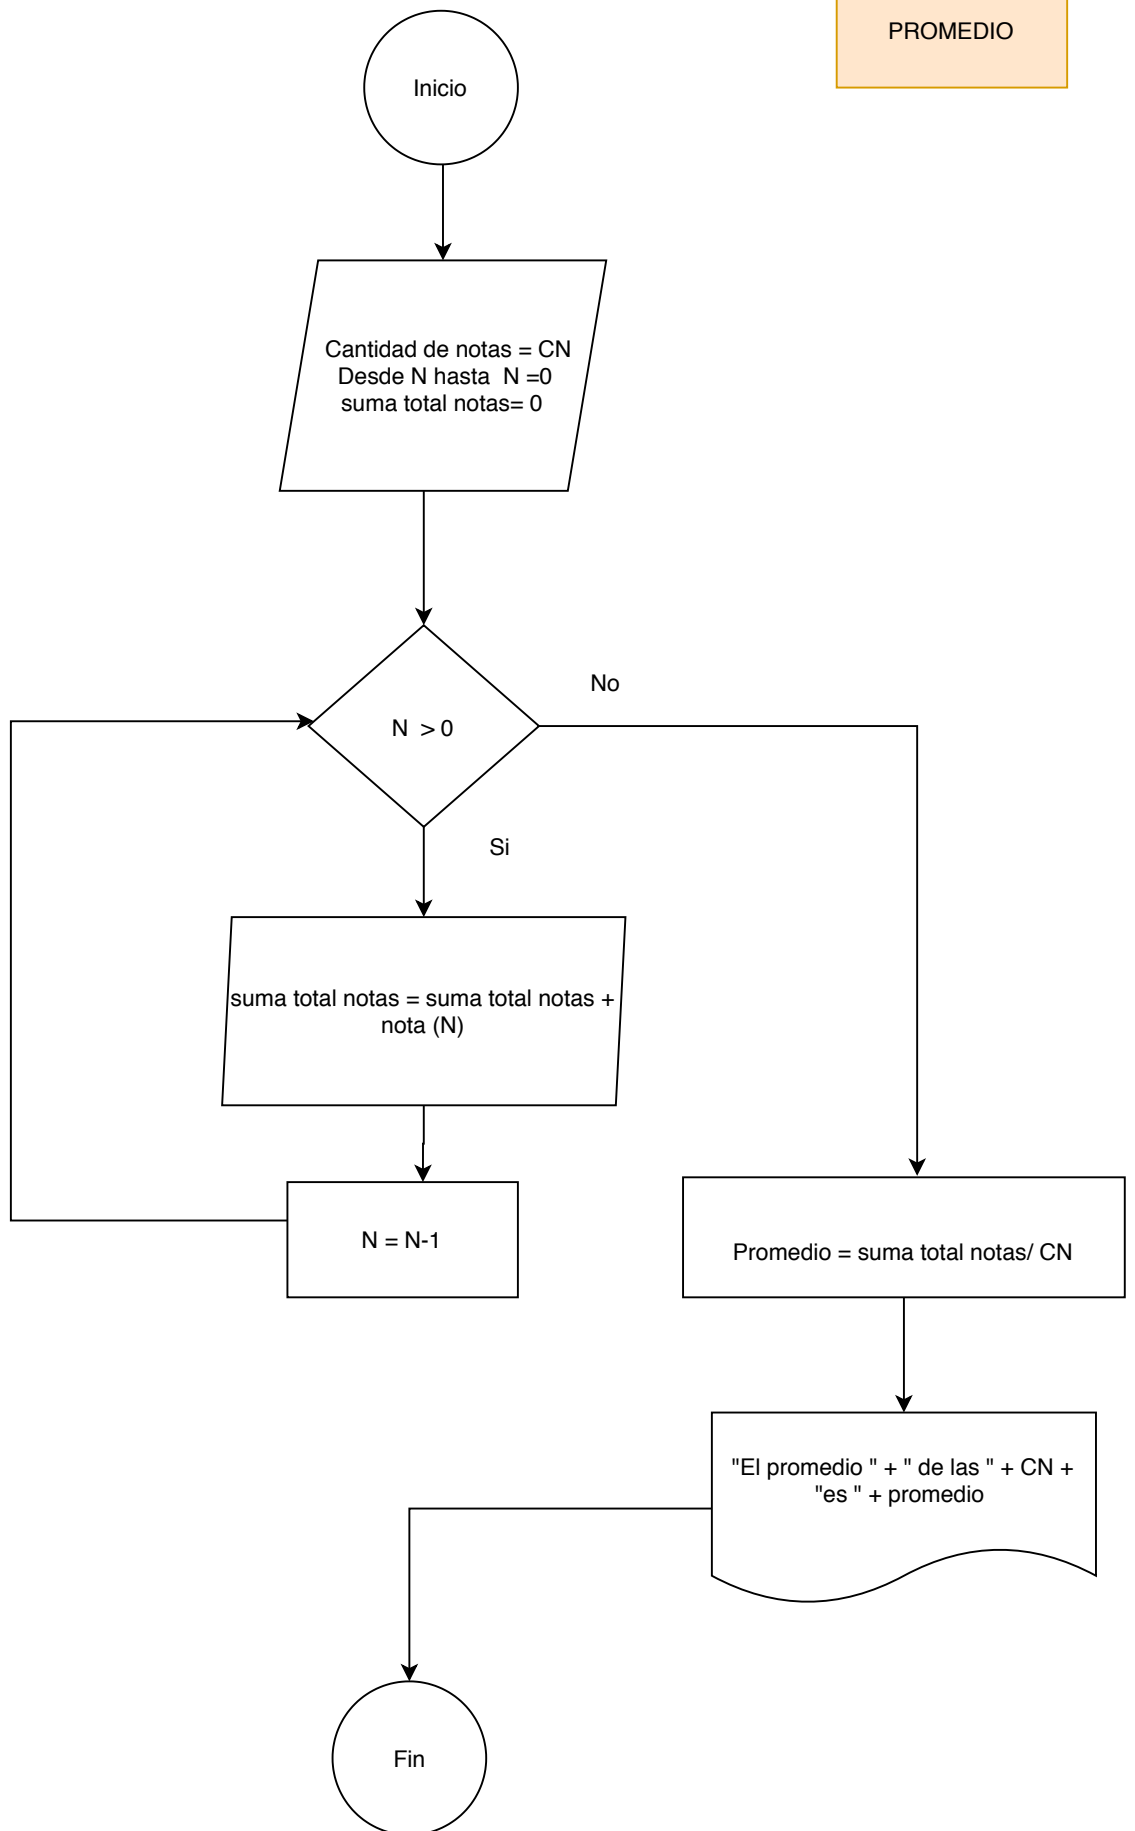 PROMEDIO
Inicio
Cantidad de notas = CN
Desde N hasta  N =0
suma total notas= 0
N  > 0
No
Si
suma total notas = suma total notas +
nota (N)
N = N-1
Promedio = suma total notas/ CN
"El promedio " + " de las " + CN +
"es " + promedio
Fin